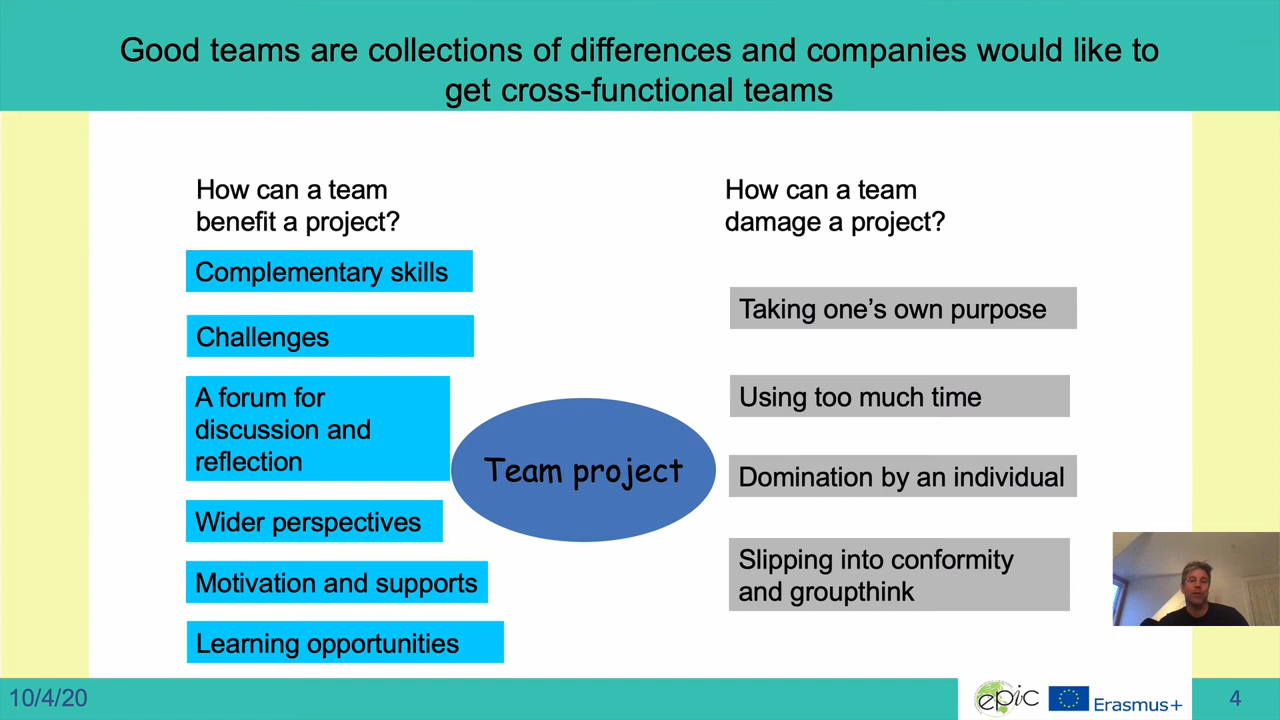 Good teams are collections of differences and companies would like to
get cross-functional teams
How can a team
benefit a project?
Complementary skills
Challenges
A forum for
discussion and
reflection
Wider perspectives
Motivation and supports
Learning opportunities
Team project
How can a team
damage a project?
Taking one’s own purpose
Using too much time
Domination by an individual
Slipping into conformity
and groupthink
10/4/20
epic
Erasmus+
4